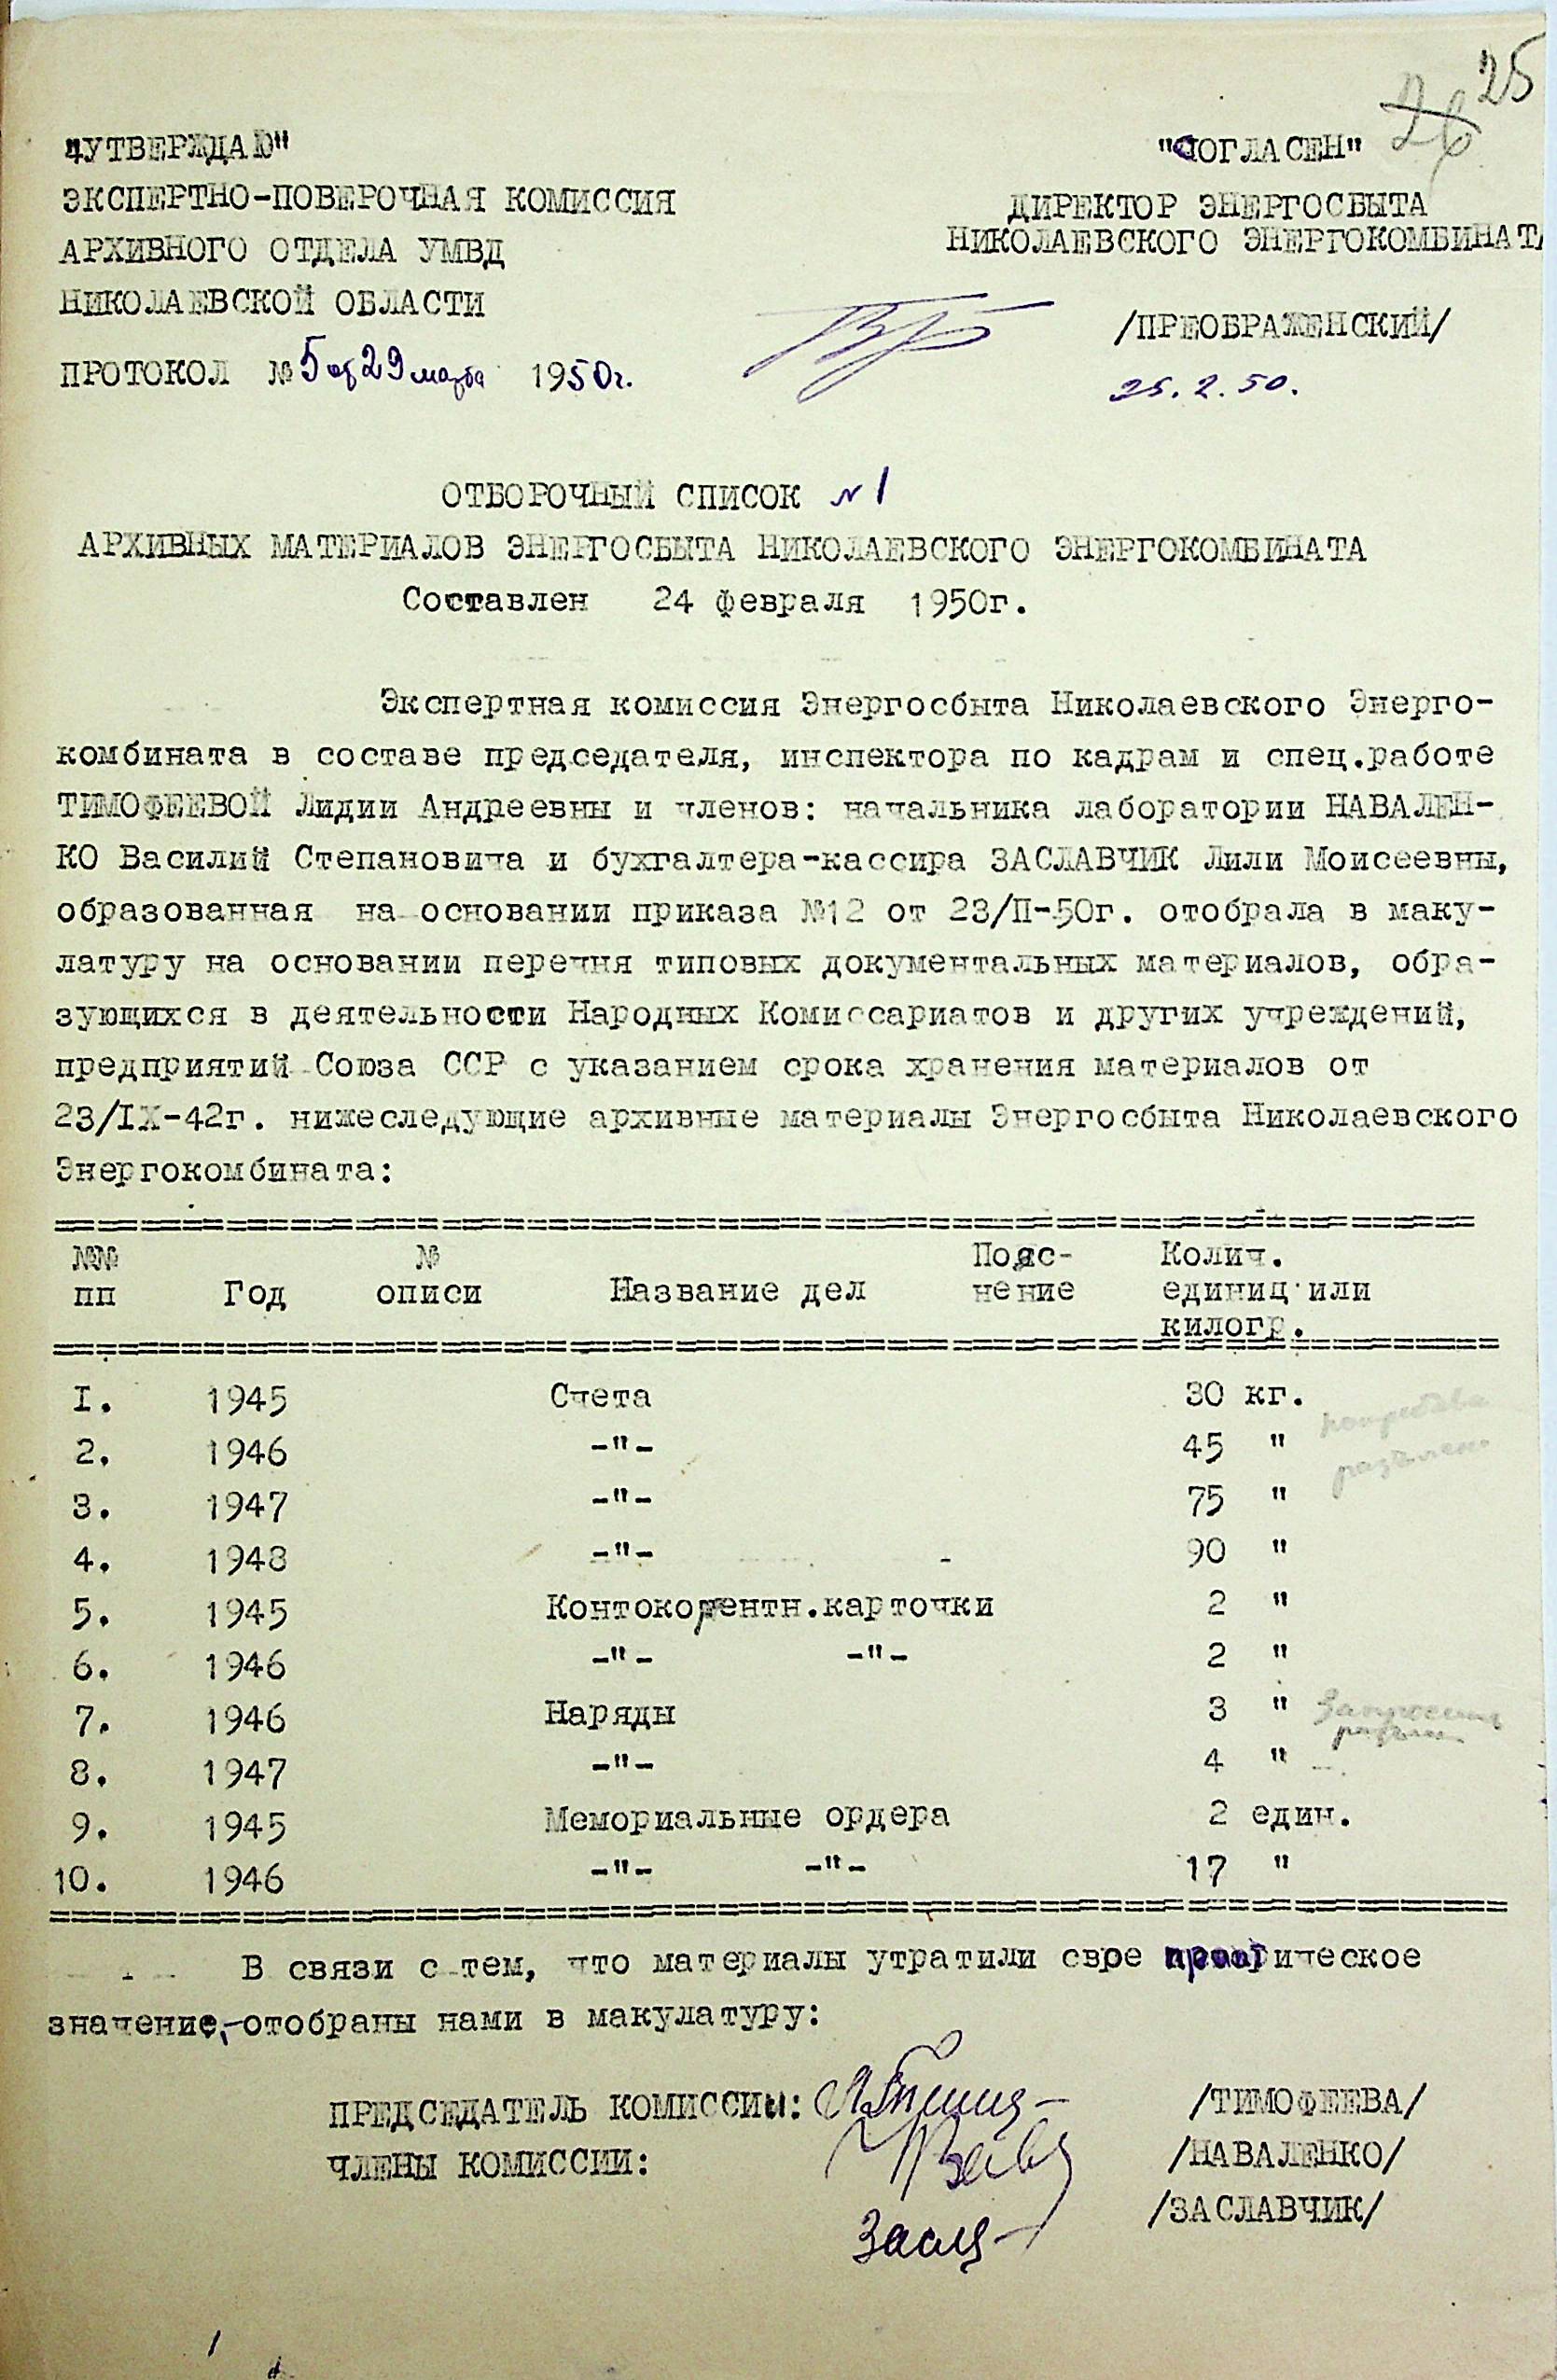 25
26
"УТВЕРЖДАЮ"
ЭКСПЕРТНО-ПОВЕРОЧНАЯ КОМИССИЯ
АРХИВНОГО ОТДЕЛА УМВД
НИКОЛАЕВСКОЙ ОБЛАСТИ
ПРОТОКОЛ № 5 от 29 марта 1950г.
"СОГЛАСЕН"
ДИРЕКТОР ЭНЕРГОСБЫТА
НИКОЛАЕВСКОГО ЭНЕРГОКОМБИНАТА
/ПРЕОБРАЖЕНСКИЙ/
25.2.50.
ОТБОРОЧНЫЙ СПИСОК № 1
АРХИВНЫХ МАТЕРИАЛОВ ЭНЕРГОСБЫТА НИКОЛАЕВСКОГО ЭНЕРГОКОМБИНАТА
Составлен 24 февраля 1950г.
Экспертная комиссия Энергосбыта Николаевского Энерго-
комбината в составе председателя, инспектора по кадрам и спец.работе
ТИМОФЕЕВОЙ Лидии Андреевны и членов: начальника лаборатории НАВАЛЕН-
КО Василий Степановича и бухгалтера-кассира ЗАСЛАВЧИК Лили Моисеевны,
образованная на основании приказа №12 от 23/II-50г. отобрала в маку-
латуру на основании перечня типовых документальных материалов, обра-
зующихся в деятельности Народных Комиссариатов и других учреждений,
предприятий Союза ССР с указанием срока хранения материалов от
23/IX-42г. нижеследующие архивные материалы Энергосбыта Николаевского
Энергокомбината:
№№ пп Год № описи Название дел Пояс-нение Колич. единиц или килогр.
I. 1945 Счета 30 кг.
2. 1946 -"- 45 "
3. 1947 -"- 75 "
4. 1948 -"- 90 "
5. 1945 Контокорентн.карточки 2 "
6. 1946 -"- -"- 2 "
7. 1946 Наряды 3 "
8. 1947 -"- 4 "
9. 1945 Мемориальные ордера 2 един.
10. 1946 -"- -"- 17 "
В связи с тем, что материалы утратили свое практическое
значение,-отобраны нами в макулатуру:
ПРЕДСЕДАТЕЛЬ КОМИССИИ: /ТИМОФЕЕВА/
ЧЛЕНЫ КОМИССИИ: /НАВАЛЕНКО/
/ЗАСЛАВЧИК/